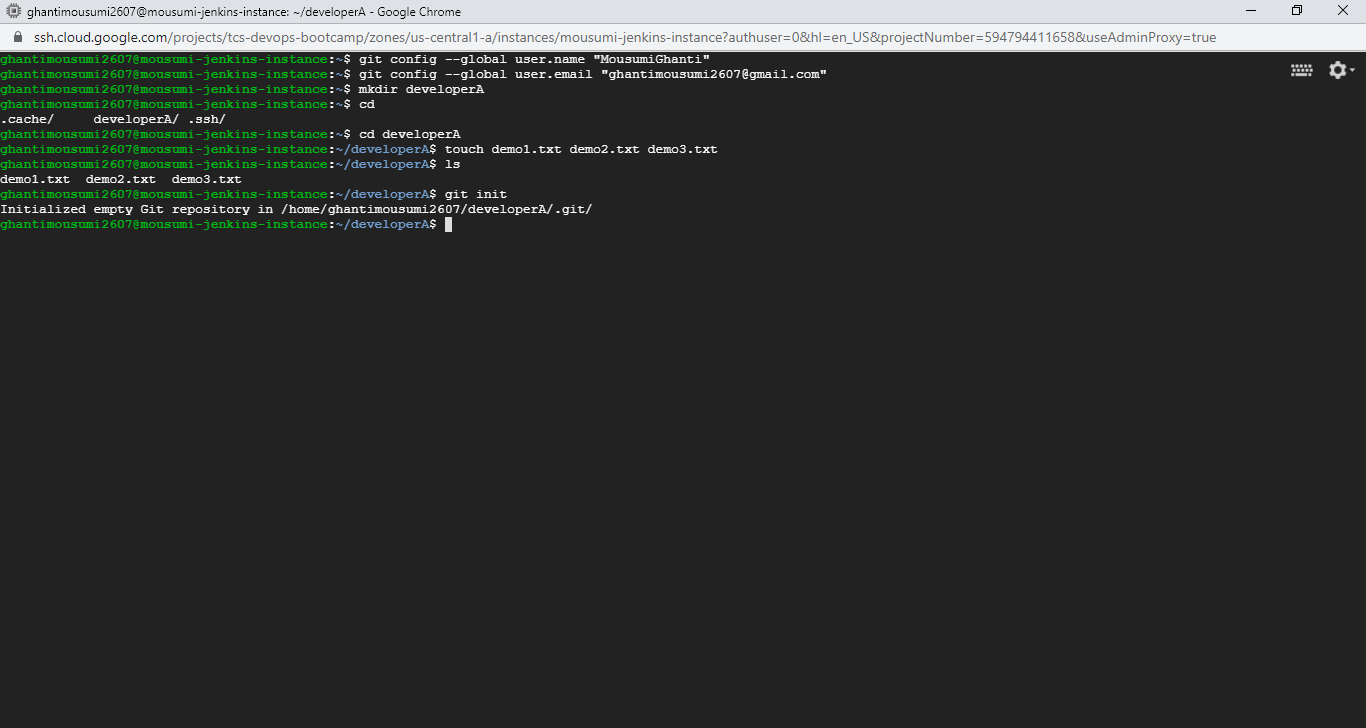 ghantimousumi2607@mousumi-jenkins-instance: ~/developerA - Google Chrome
ssh.cloud.google.com/projects/tcs-devops-bootcamp/zones/us-central1-a/instances/mousumi-jenkins-instance?authuser=0&hl=en_US&projectNumber=594794411658&useAdminProxy=true
ghantimousumi2607@mousumi-jenkins-instance:~$ git config --global user.name "MousumiGhanti"
ghantimousumi2607@mousumi-jenkins-instance:~$ git config --global user.email "ghantimousumi2607@gmail.com"
ghantimousumi2607@mousumi-jenkins-instance:~$ mkdir developerA
ghantimousumi2607@mousumi-jenkins-instance:~$ cd
.cache/     developerA/ .ssh/
ghantimousumi2607@mousumi-jenkins-instance:~$ cd developerA
ghantimousumi2607@mousumi-jenkins-instance:~/developerA$ touch demo1.txt demo2.txt demo3.txt
ghantimousumi2607@mousumi-jenkins-instance:~/developerA$ ls
demo1.txt  demo2.txt  demo3.txt
ghantimousumi2607@mousumi-jenkins-instance:~/developerA$ git init
Initialized empty Git repository in /home/ghantimousumi2607/developerA/.git/
ghantimousumi2607@mousumi-jenkins-instance:~/developerA$